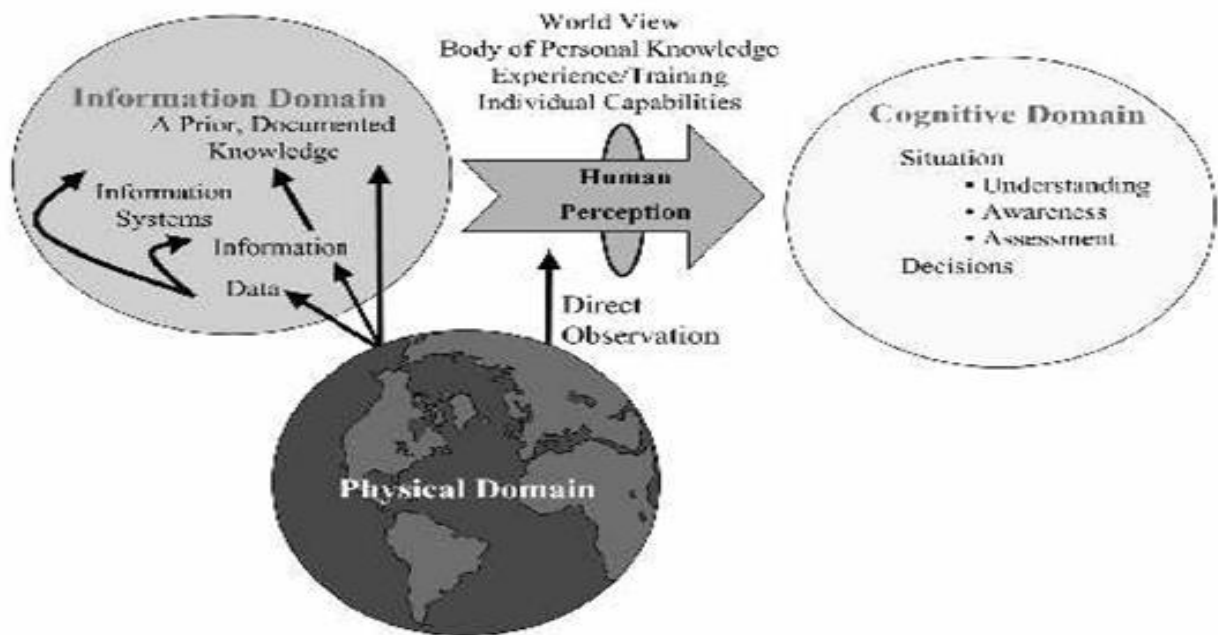 World View
Body of Personal Knowledge
Experience/Training
Individual Capabilities
Information Domain
A Prior, Documented
Knowledge
Information
Systems
Information
Data
Human
Perception
Direct
Observation
Cognitive Domain
Situation
• Understanding
• Awareness
• Assessment
Decisions
Physical Domain